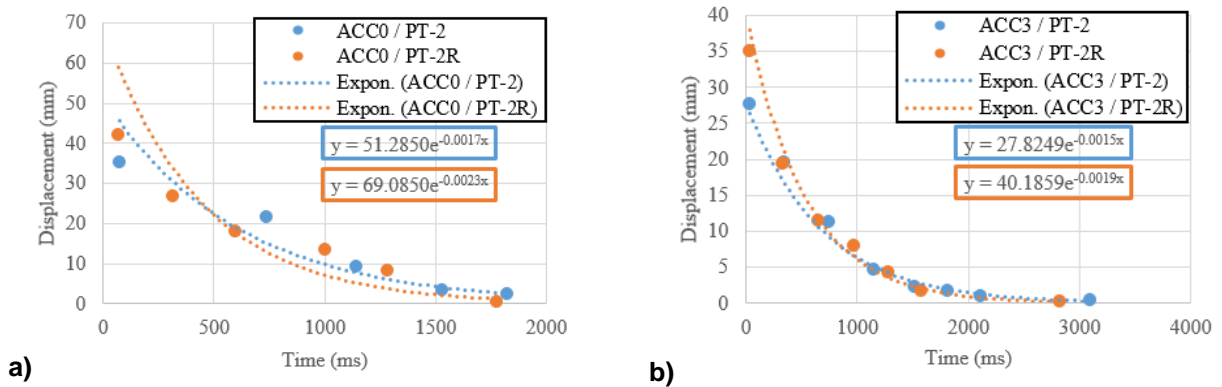 70
60
50
40
30
20
10
0
Displacement (mm)
0 500 1000 1500 2000
Time (ms)
ACC0 / PT-2
ACC0 / PT-2R
Expon. (ACC0 / PT-2)
Expon. (ACC0 / PT-2R)
y = 51.2850e^-0.0017x
y = 69.0850e^-0.0023x
a)
40
35
30
25
20
15
10
5
0
Displacement (mm)
0 1000 2000 3000 4000
Time (ms)
ACC3 / PT-2
ACC3 / PT-2R
Expon. (ACC3 / PT-2)
Expon. (ACC3 / PT-2R)
y = 27.8249e^-0.0015x
y = 40.1859e^-0.0019x
b)